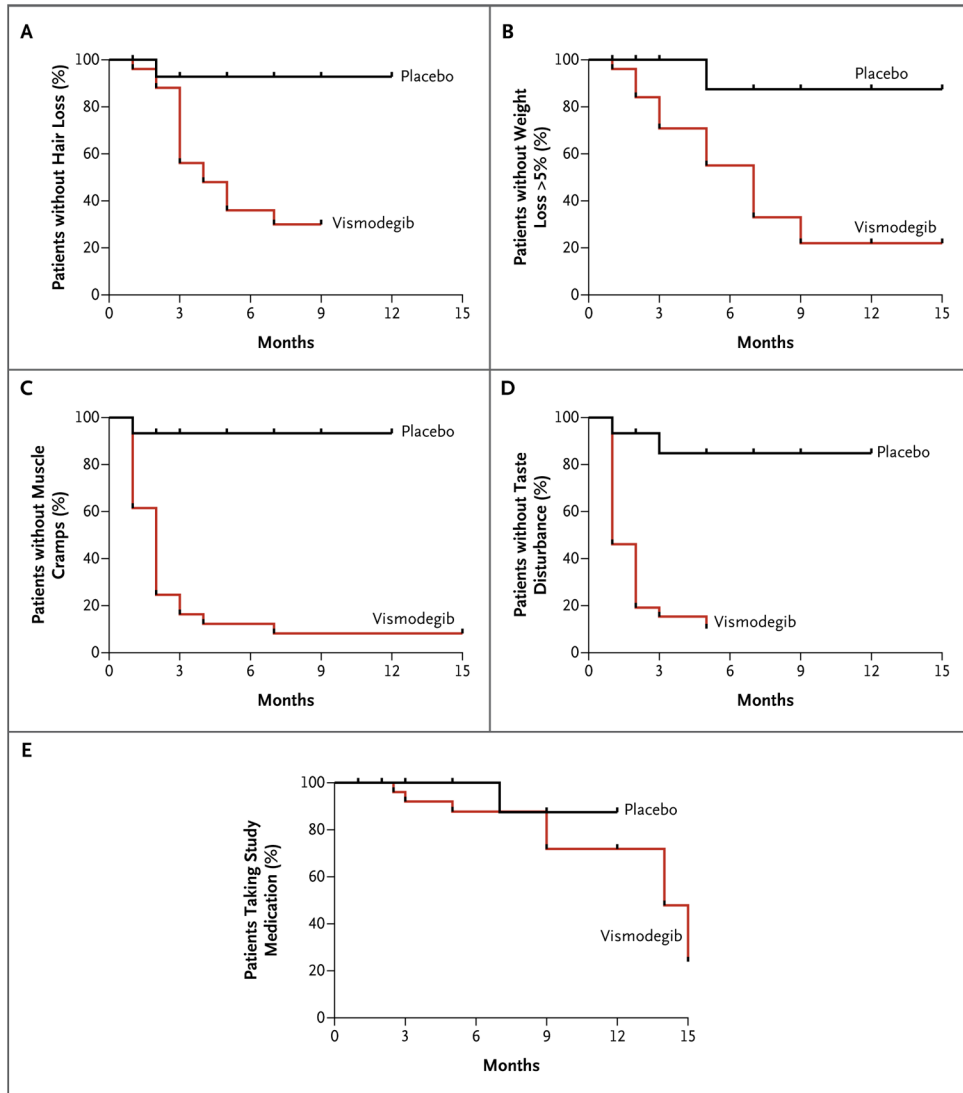 A
Patients without Hair Loss (%)
100
80
60
40
20
0
0 3 6 9 12 15
Months
Placebo
Vismodegib
B
Patients without Weight
Loss >5% (%)
100
80
60
40
20
0
0 3 6 9 12 15
Months
Placebo
Vismodegib
C
Patients without Muscle
Cramps (%)
100
80
60
40
20
0
0 3 6 9 12 15
Months
Placebo
Vismodegib
D
Patients without Taste
Disturbance (%)
100
80
60
40
20
0
0 3 6 9 12 15
Months
Placebo
Vismodegib
E
Patients Taking Study
Medication (%)
100
80
60
40
20
0
0 3 6 9 12 15
Months
Placebo
Vismodegib